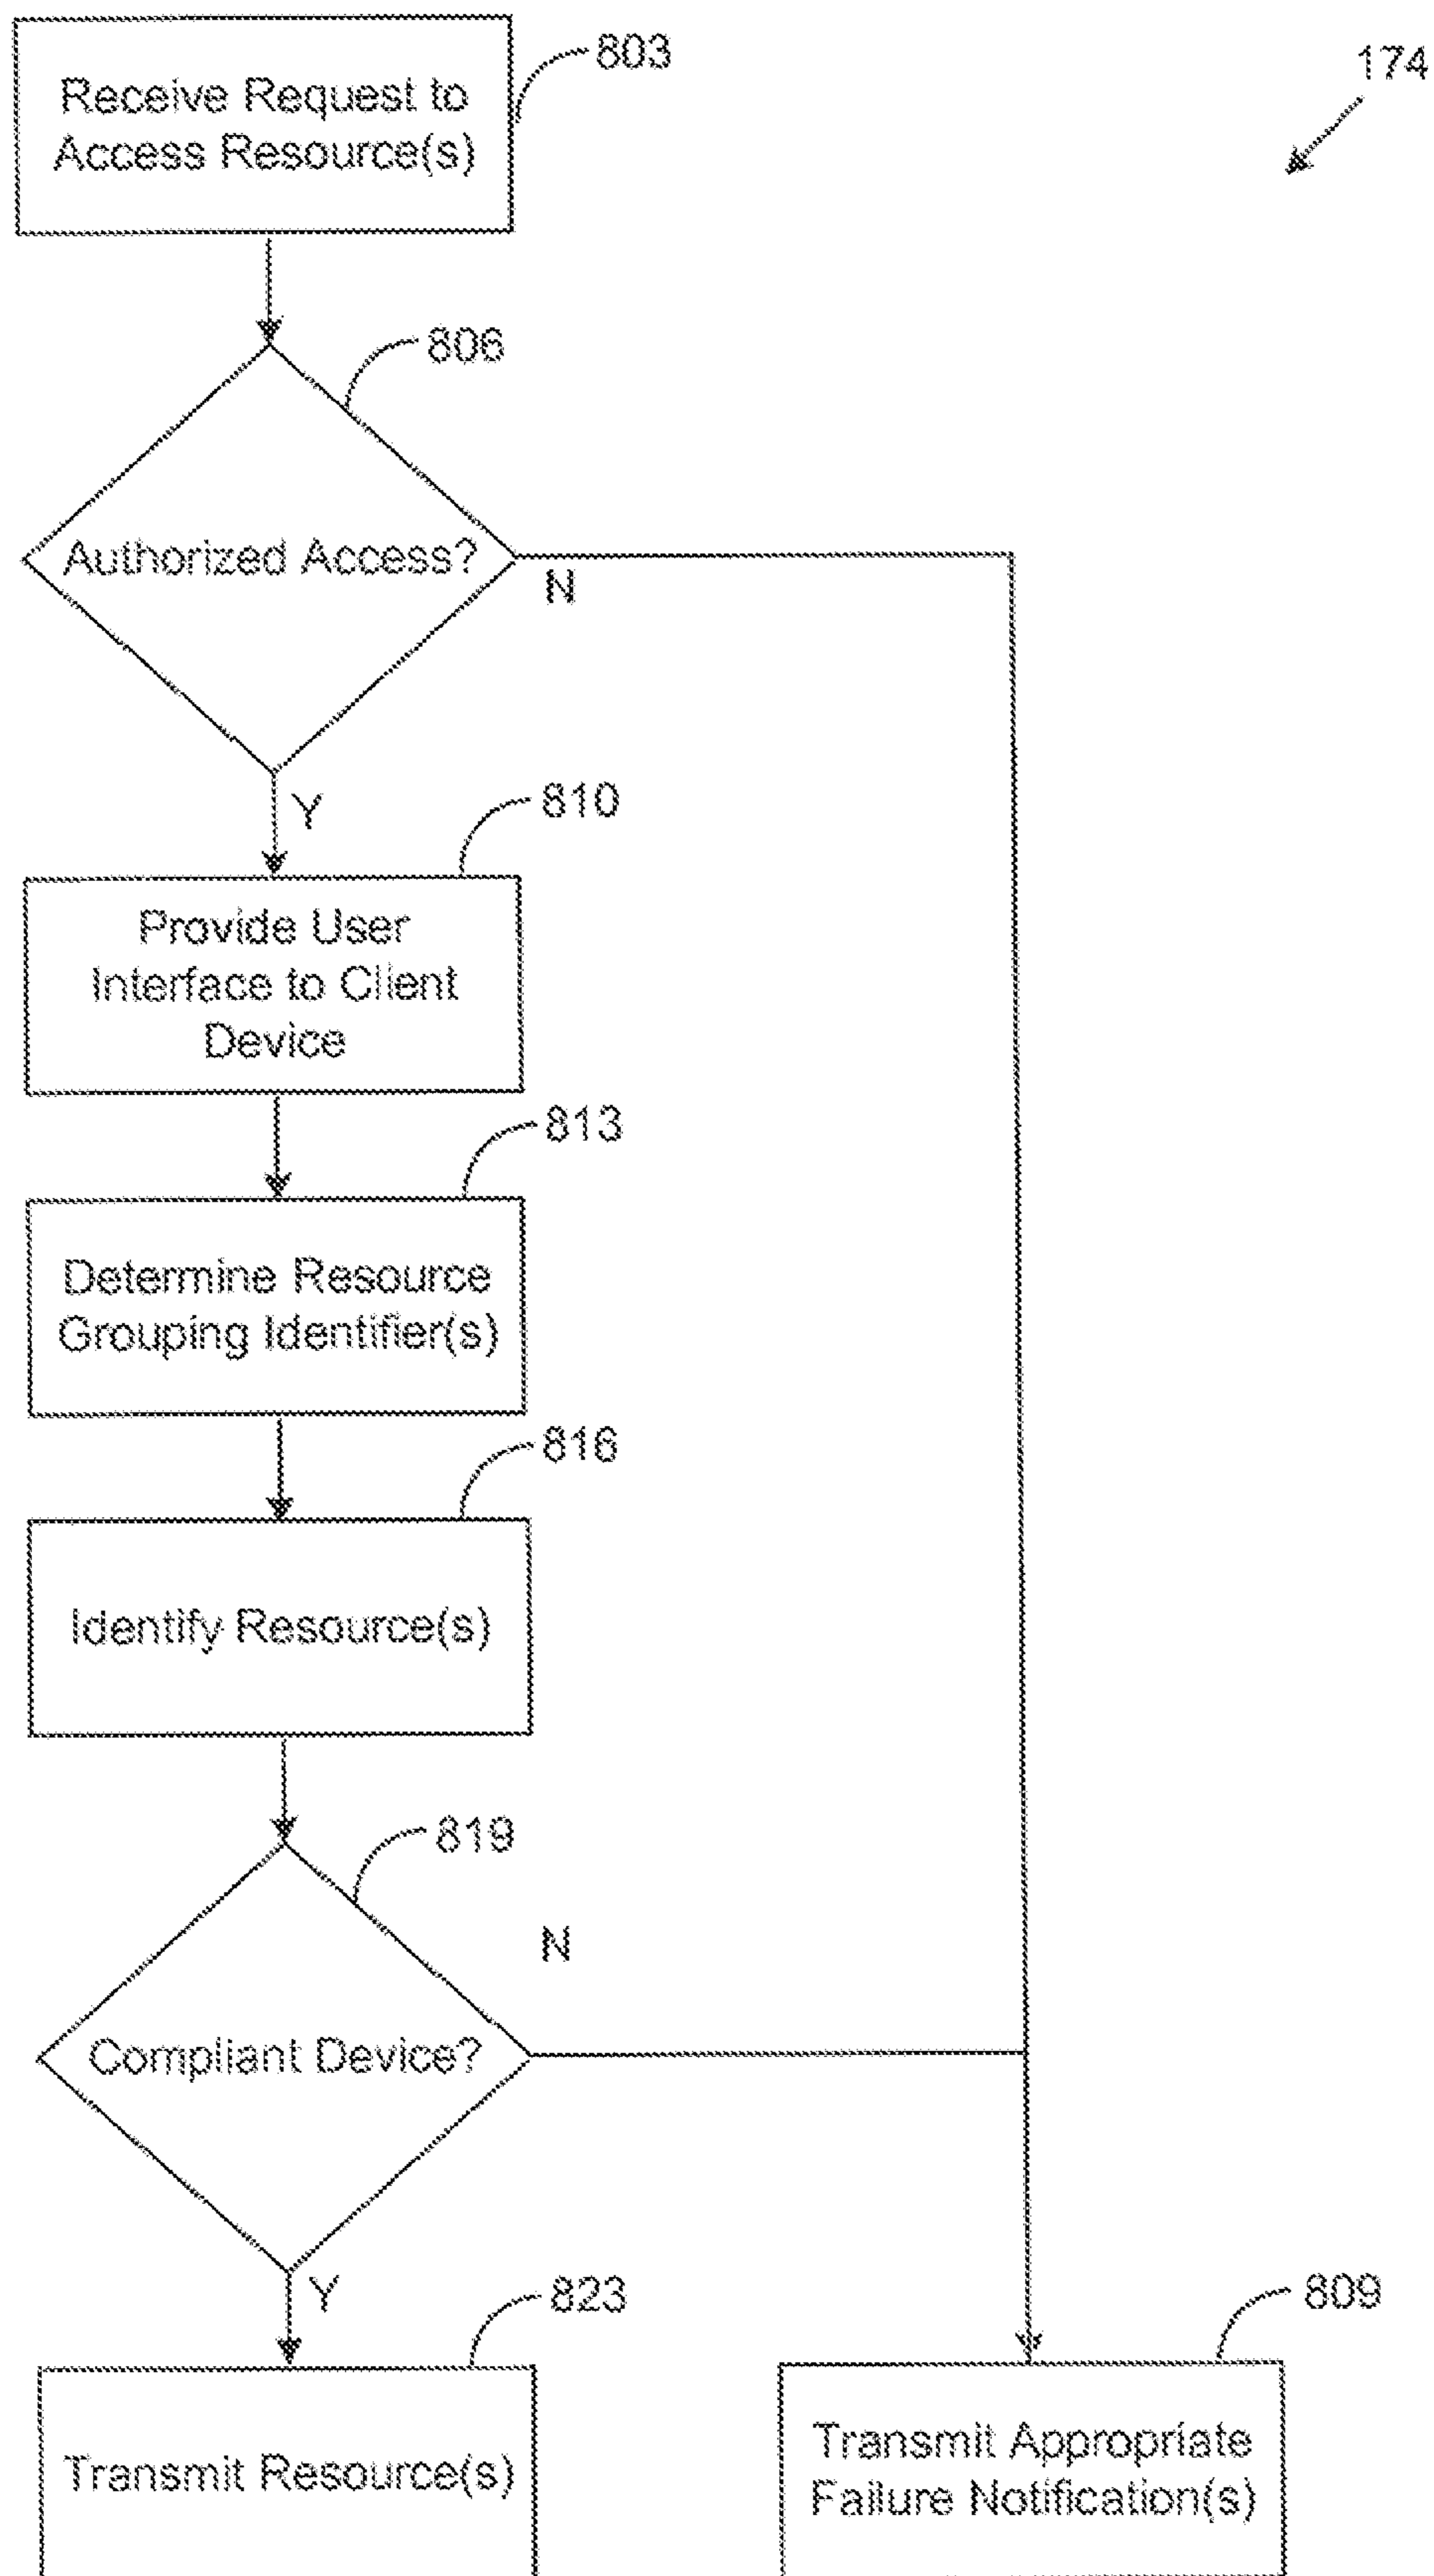 803
174
Receive Request to
Access Resource(s)
806
Authorized Access?
N
Y
810
Provide User
Interface to Client
Device
813
Determine Resource
Grouping Identifier(s)
816
Identify Resource(s)
819
N
Compliant Device?
Y
823
809
Transmit Resource(s)
Transmit Appropriate
Failure Notification(s)